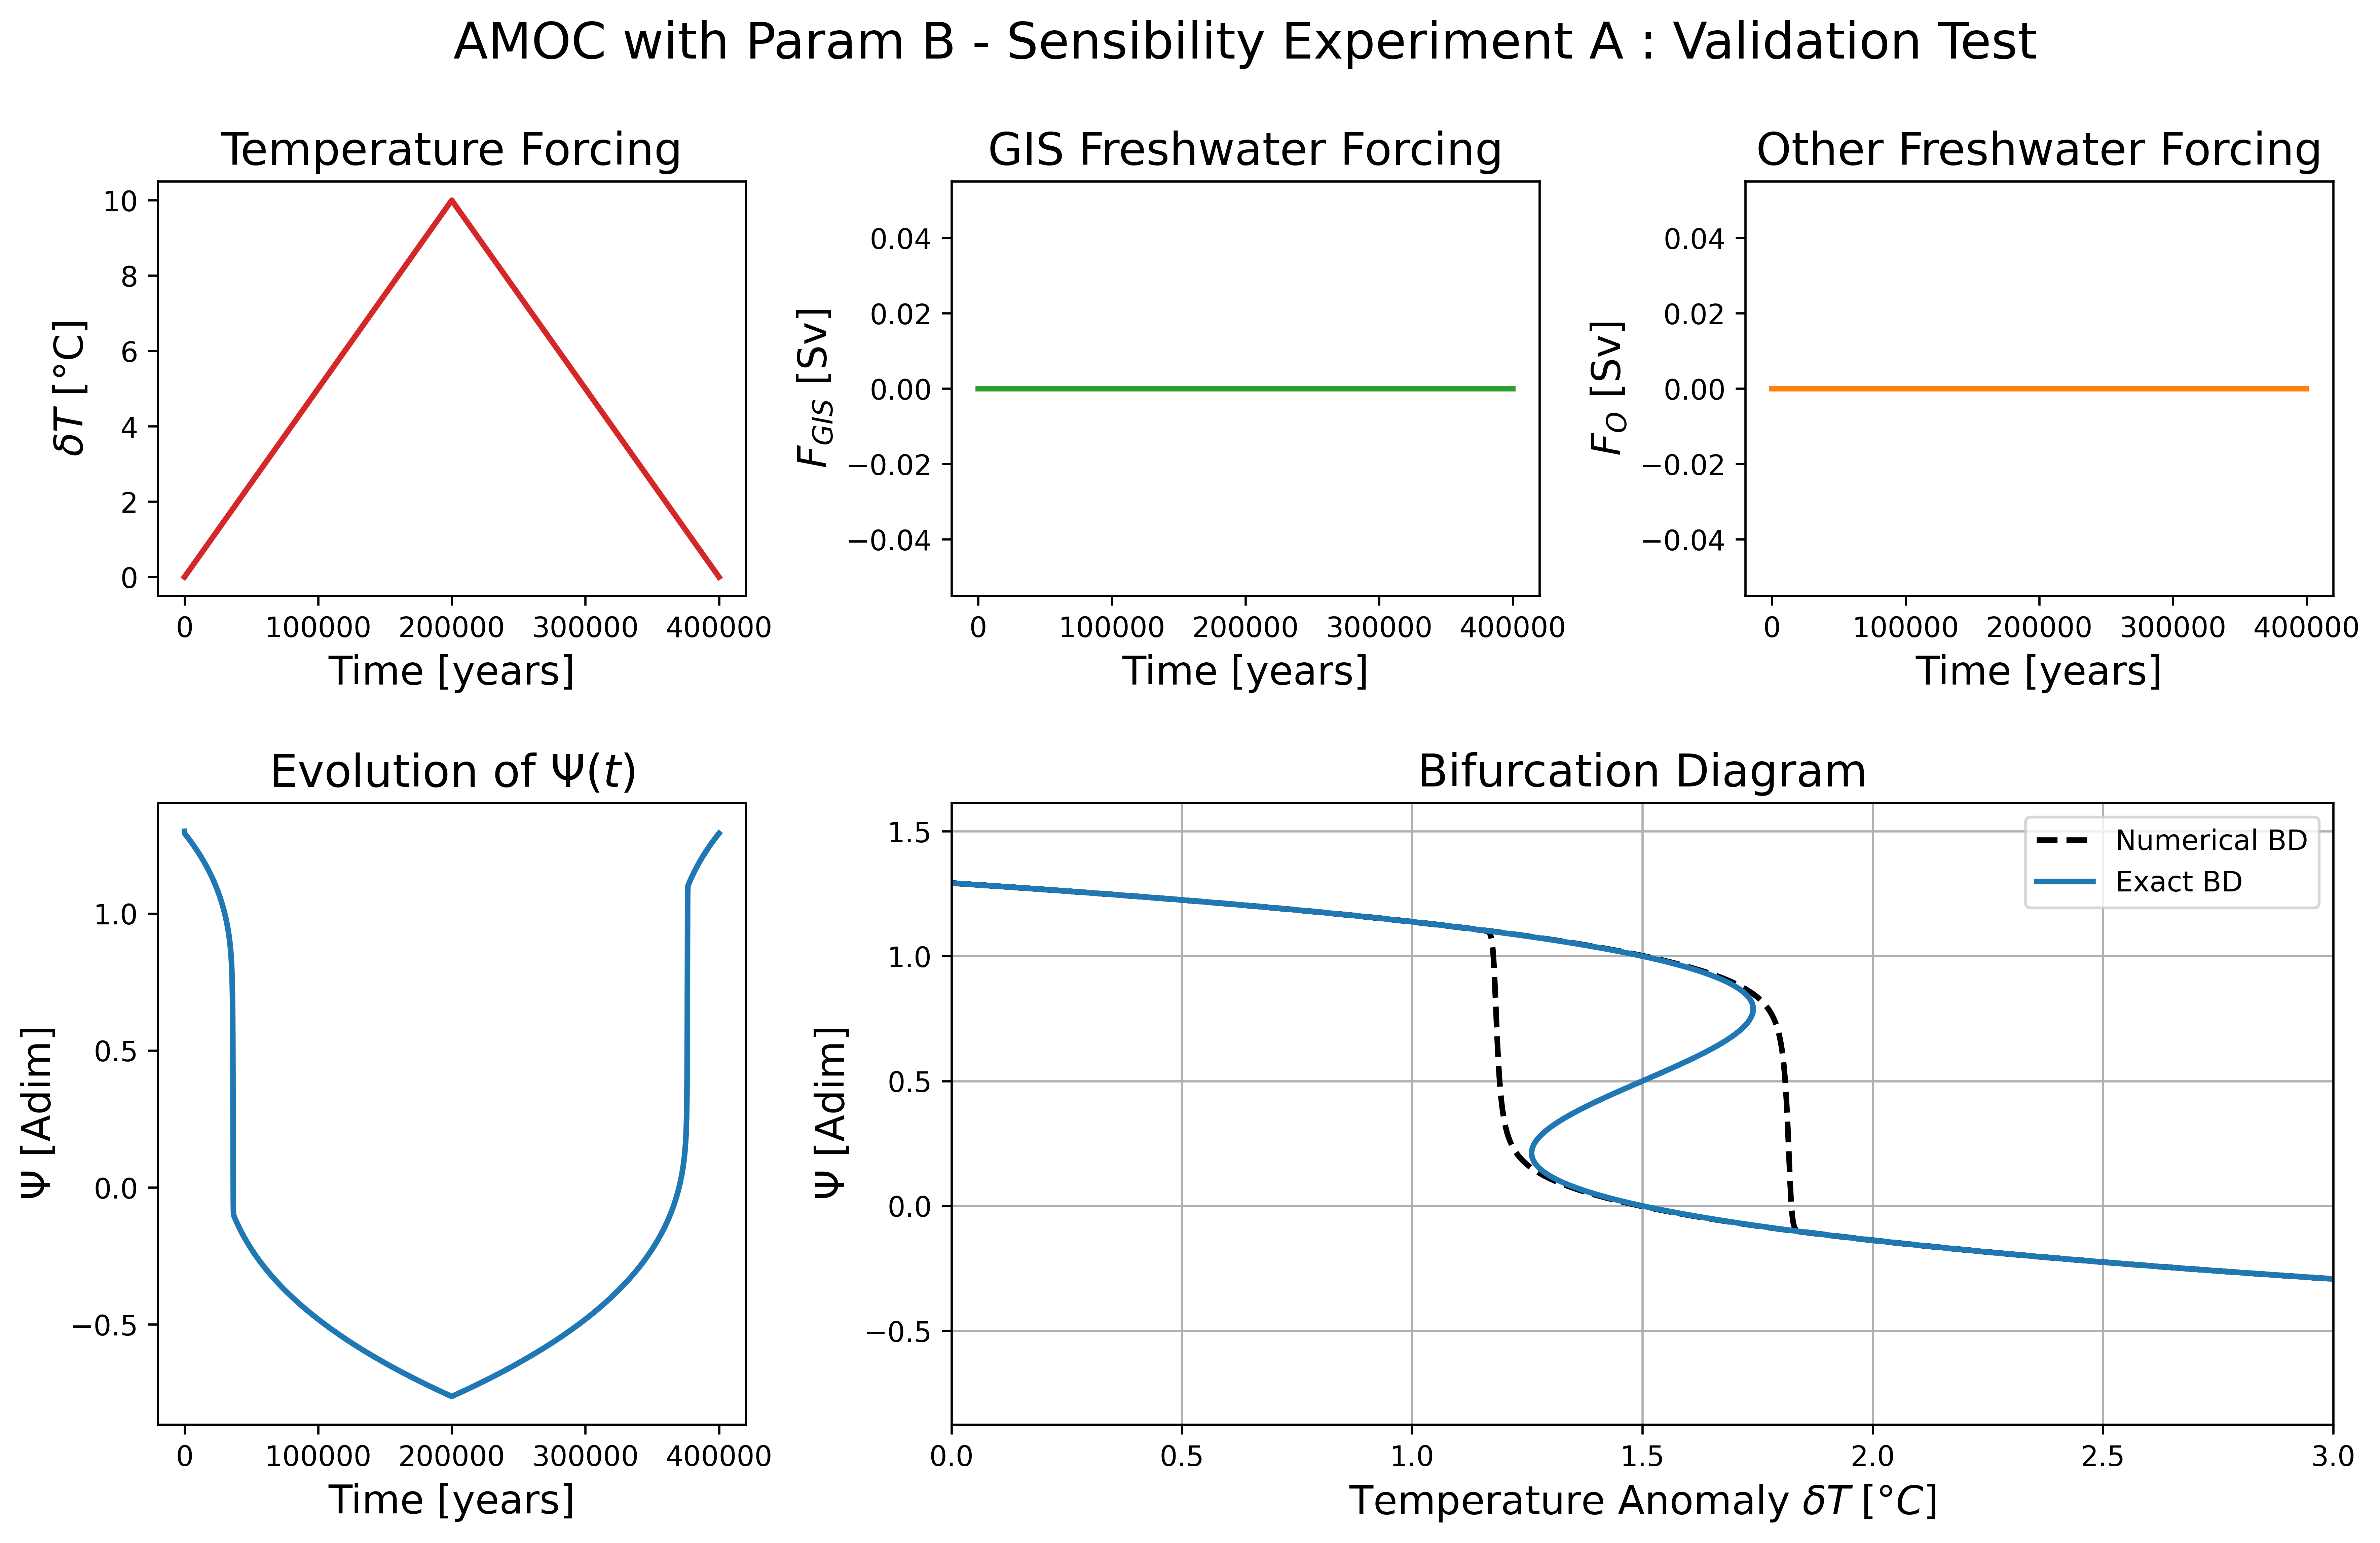 AMOC with Param B - Sensibility Experiment A : Validation Test
Temperature Forcing
δT [°C]
10
8
6
4
2
0
0 100000 200000 300000 400000
Time [years]
GIS Freshwater Forcing
F_GIS [Sv]
0.04
0.02
0.00
−0.02
−0.04
0 100000 200000 300000 400000
Time [years]
Other Freshwater Forcing
F_O [Sv]
0.04
0.02
0.00
−0.02
−0.04
0 100000 200000 300000 400000
Time [years]
Evolution of Ψ(t)
Ψ [Adim]
1.0
0.5
0.0
−0.5
0 100000 200000 300000 400000
Time [years]
Bifurcation Diagram
Ψ [Adim]
1.5
1.0
0.5
0.0
−0.5
Numerical BD
Exact BD
0.0 0.5 1.0 1.5 2.0 2.5 3.0
Temperature Anomaly δT [°C]